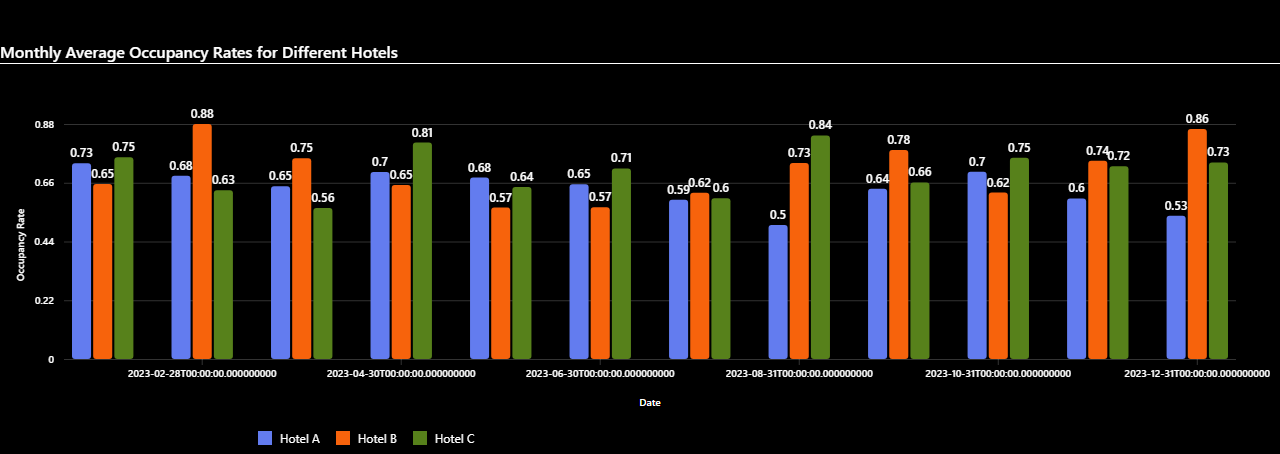 Monthly Average Occupancy Rates for Different Hotels
0.88
0.66
0.44
0.22
0
Occupancy Rate
0.73 0.65 0.75
0.68 0.88 0.63
0.65 0.75 0.56
0.7 0.65 0.81
0.68 0.57 0.64
0.65 0.57 0.71
0.59 0.62 0.6
0.5 0.73 0.84
0.64 0.78 0.66
0.7 0.62 0.75
0.6 0.74 0.72
0.53 0.86 0.73
2023-02-28T00:00:00.000000000 2023-04-30T00:00:00.000000000 2023-06-30T00:00:00.000000000 2023-08-31T00:00:00.000000000 2023-10-31T00:00:00.000000000 2023-12-31T00:00:00.000000000
Date
Hotel A Hotel B Hotel C